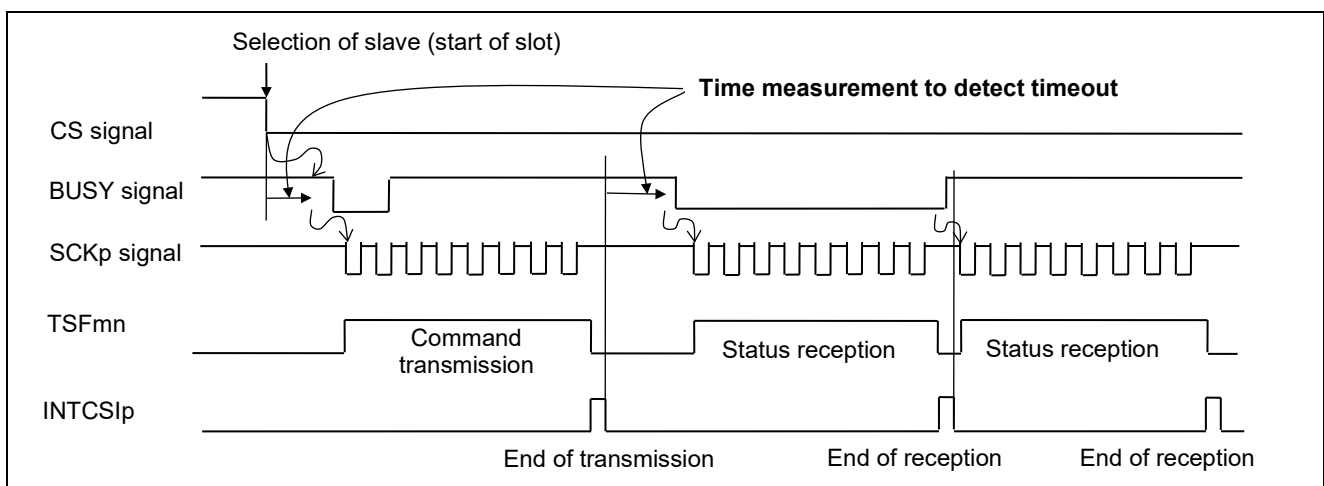 Selection of slave (start of slot)
Time measurement to detect timeout
CS signal
BUSY signal
SCKp signal
TSFmn
Command
transmission
Status reception
Status reception
INTCSIp
End of transmission
End of reception
End of reception